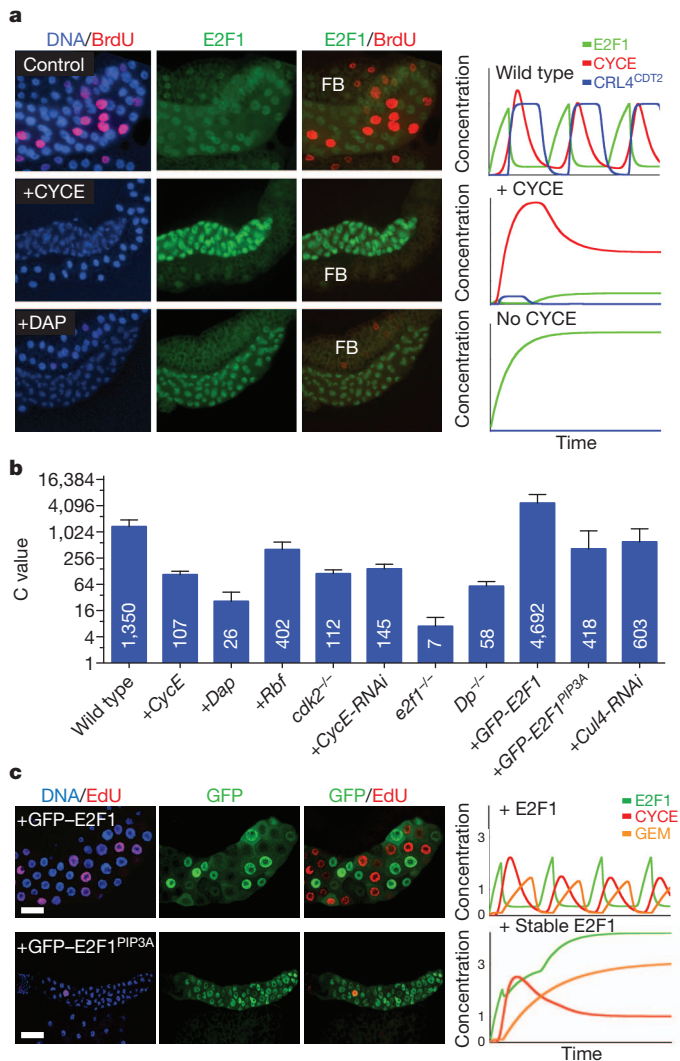 a
DNA/BrdU
E2F1
E2F1/BrdU
E2F1
CYCE
CRL4CDT2
Control
FB
Wild type
Concentration
+CYCE
FB
+ CYCE
Concentration
+DAP
FB
No CYCE
Concentration
Time
b
C value
16,384
4,096
1,024
256
64
16
4
1
1,350
107
26
402
112
145
7
58
4,692
418
603
Wild type
+CycE
+Dap
+Rbf
cdk2−/−
+CycE-RNAi
e2f1−/−
Dp−/−
+GFP-E2F1
+GFP-E2F1PIP3A
+Cul4-RNAi
c
DNA/EdU
GFP
GFP/EdU
E2F1
CYCE
GEM
+GFP–E2F1
+ E2F1
Concentration
3
1
0
+GFP–E2F1PIP3A
+ Stable E2F1
Concentration
3
1
0
Time